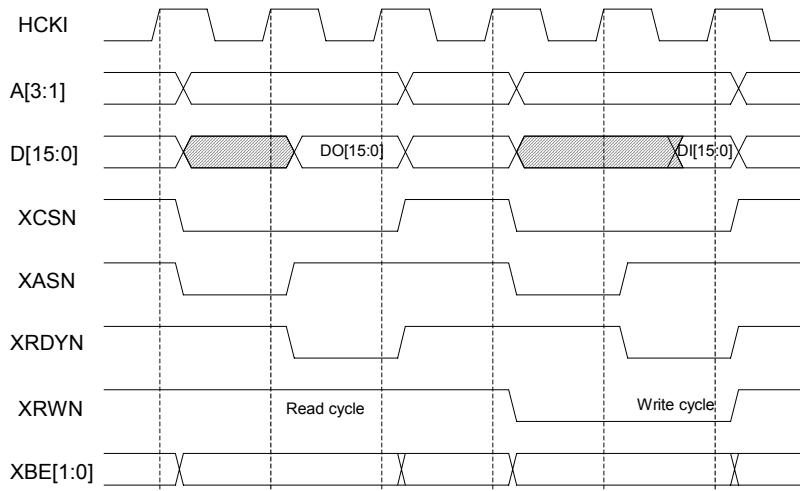 HCKI
A[3:1]
D[15:0]
DO[15:0]
DI[15:0]
XCSN
XASN
XRDYN
XRWN
Read cycle
Write cycle
XBE[1:0]